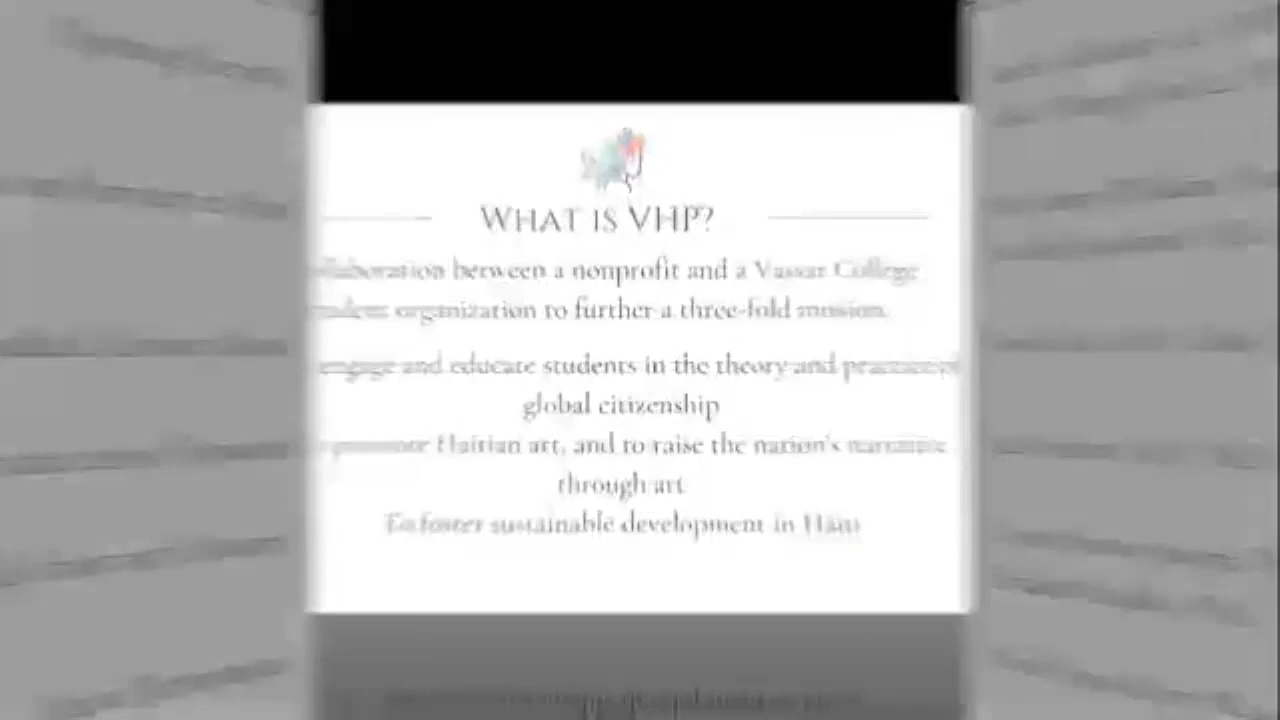 WHAT IS VHP?
between a nonprofit and a Vassar College
organization to further a three-fold mission.
engage and educate students in the theory and
global citizenship
Haitian art, and to raise the nation's narrative
through art
To foster sustainable development in Haiti